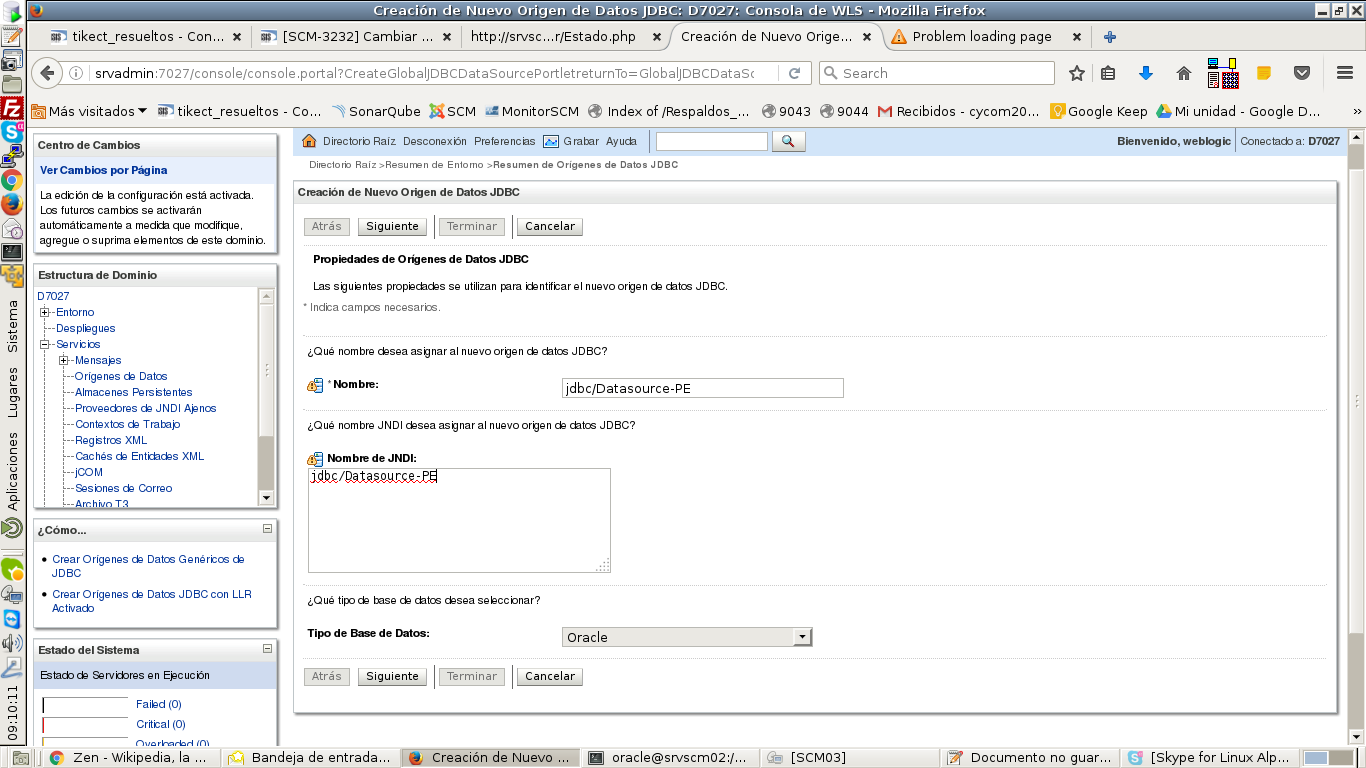 Creación de Nuevo Origen de Datos JDBC: D7027: Consola de WLS - Mozilla Firefox
tikect_resueltos - Con...
[SCM-3232] Cambiar ...
http://srvsc...r/Estado.php
Creación de Nuevo Orige...
Problem loading page
srvadmin:7027/console/console.portal?CreateGlobalJDBCDataSourcePortletreturnTo=GlobalJDBCDataSc
Search
Más visitados
tikect_resueltos - Co...
SonarQube
SCM
MonitorSCM
Index of /Respaldos_...
9043
9044
Recibidos - cycom20...
Google Keep
Mi unidad - Google D...
Centro de Cambios
Ver Cambios por Página
La edición de la configuración está activada.
Los futuros cambios se activarán
automáticamente a medida que modifique,
agregue o suprima elementos de este dominio.
Estructura de Dominio
D7027
Entorno
Despliegues
Servicios
Mensajes
Orígenes de Datos
Almacenes Persistentes
Proveedores de JNDI Ajenos
Contextos de Trabajo
Registros XML
Cachés de Entidades XML
jCOM
Sesiones de Correo
Archivo T3
¿Cómo...
Crear Orígenes de Datos Genéricos de
JDBC
Crear Orígenes de Datos JDBC con LLR
Activado
Estado del Sistema
Estado de Servidores en Ejecución
Failed (0)
Critical (0)
Overloaded (0)
Directorio Raíz
Desconexión
Preferencias
Grabar
Ayuda
Bienvenido, weblogic
Conectado a: D7027
Directorio Raíz >Resumen de Entorno >Resumen de Orígenes de Datos JDBC
Creación de Nuevo Origen de Datos JDBC
Atrás
Siguiente
Terminar
Cancelar
Propiedades de Orígenes de Datos JDBC
Las siguientes propiedades se utilizan para identificar el nuevo origen de datos JDBC.
* Indica campos necesarios.
¿Qué nombre desea asignar al nuevo origen de datos JDBC?
* Nombre:
jdbc/Datasource-PE
¿Qué nombre JNDI desea asignar al nuevo origen de datos JDBC?
Nombre de JNDI:
jdbc/Datasource-PE
¿Qué tipo de base de datos desea seleccionar?
Tipo de Base de Datos:
Oracle
Atrás
Siguiente
Terminar
Cancelar
Sistema
Lugares
Aplicaciones
09:10:11
Zen - Wikipedia, la ...
Bandeja de entrada...
Creación de Nuevo ...
oracle@srvscm02:/...
[SCM03]
Documento no guar...
[Skype for Linux Alp...